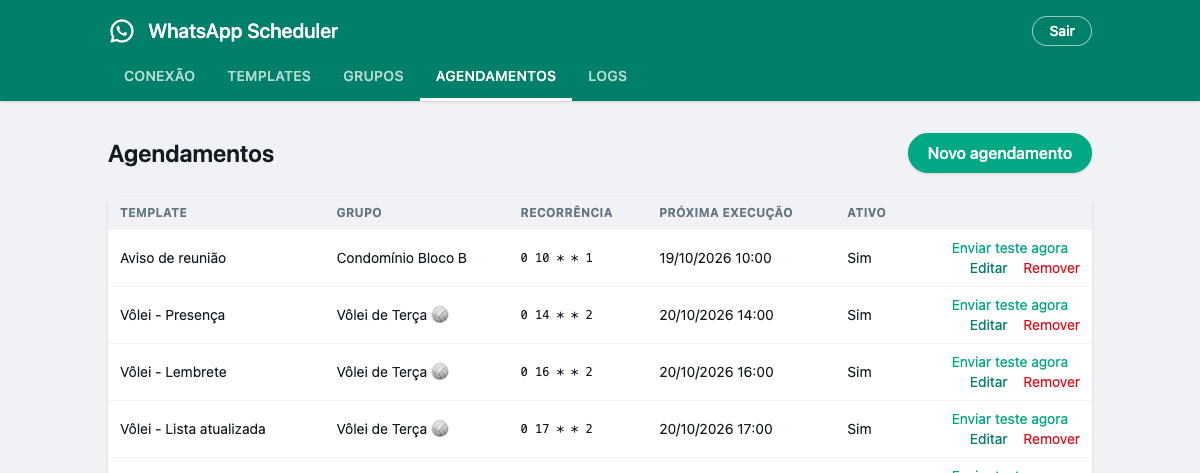 WhatsApp Scheduler
Sair
CONEXÃO TEMPLATES GRUPOS AGENDAMENTOS LOGS
Agendamentos
Novo agendamento
TEMPLATE GRUPO RECORRÊNCIA PRÓXIMA EXECUÇÃO ATIVO
Aviso de reunião Condomínio Bloco B 0 10 * * 1 19/10/2026 10:00 Sim Enviar teste agora
Editar Remover
Vôlei - Presença Vôlei de Terça 🏐 0 14 * * 2 20/10/2026 14:00 Sim Enviar teste agora
Editar Remover
Vôlei - Lembrete Vôlei de Terça 🏐 0 16 * * 2 20/10/2026 16:00 Sim Enviar teste agora
Editar Remover
Vôlei - Lista atualizada Vôlei de Terça 🏐 0 17 * * 2 20/10/2026 17:00 Sim Enviar teste agora
Editar Remover